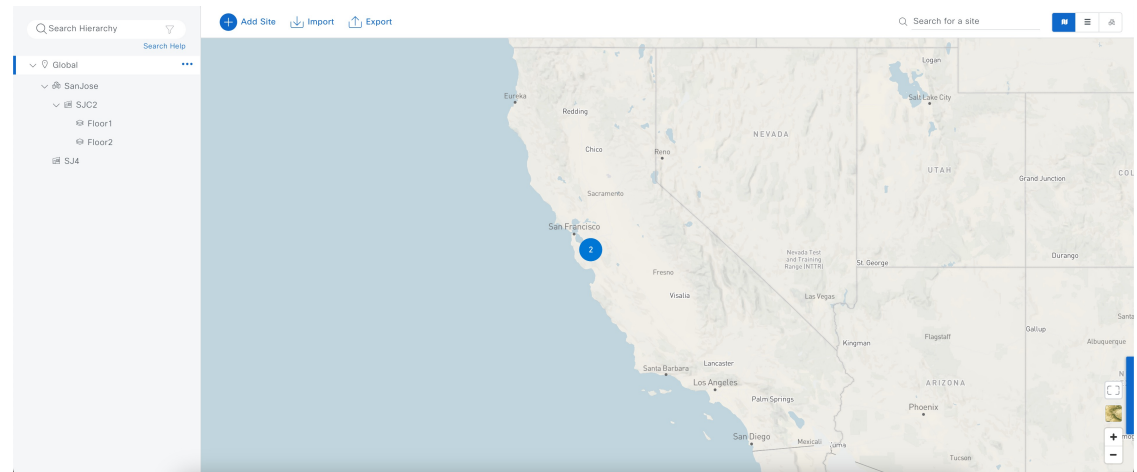 Search Hierarchy
Search Help
Global
SanJose
SJC2
Floor1
Floor2
SJ4
Add Site Import Export
Search for a site
Logan
Eureka
Salt Lake City
Redding
NEVADA
Chico
Reno
UTAH
Grand Junction
COL
Sacramento
San Francisco
2
Nevada Test
and Training
Range (NTTR)
St. George
Durango
Fresno
Visalia
Las Vegas
Santa
Gallup
Flagstaff
Albuquerque
Kingman
Lancaster
Santa Barbara
Los Angeles
ARIZONA
N
Palm Springs
Phoenix
San Diego
Mexicali
Tucson